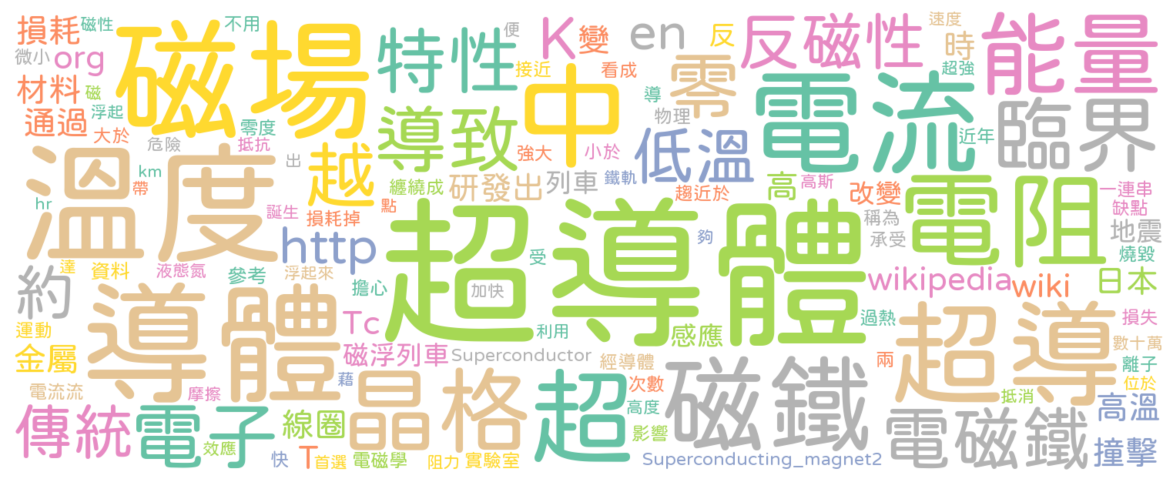 損耗
磁性
不用
便
K
變
en
反
反磁性
速度
時
能量
微小
org
磁場
特性
接近
看成
零
超強
材料
磁
中
導
物理
電流
臨界
通過
浮起
大於
零度
導致
強大
小於
低溫
近年
危險
抵抗
越
溫度
km
帶
hr
出
纏繞成
研發出
列車
鐵軌
趨近於
高
高斯
改變
電阻
一連串
缺點
誕生
損耗掉
點
超導體
稱為
承受
地震
燒毀
http
夠
受
約
達
資料
液態氮
參考
浮起來
擔心
加快
wikipedia
wiki
日本
運動
導體
Tc
利用
感應
過熱
超導
損失
金屬
磁浮列車
Superconductor
經導體
兩
數十萬
離子
電流流
摩擦
藉
晶格
超
次數
磁鐵
位於
抵消
傳統
電子
線圈
高度
電磁鐵
高溫
效應
快
T
首選
電磁學
阻力
實驗室
影響
Superconducting_magnet2
撞擊